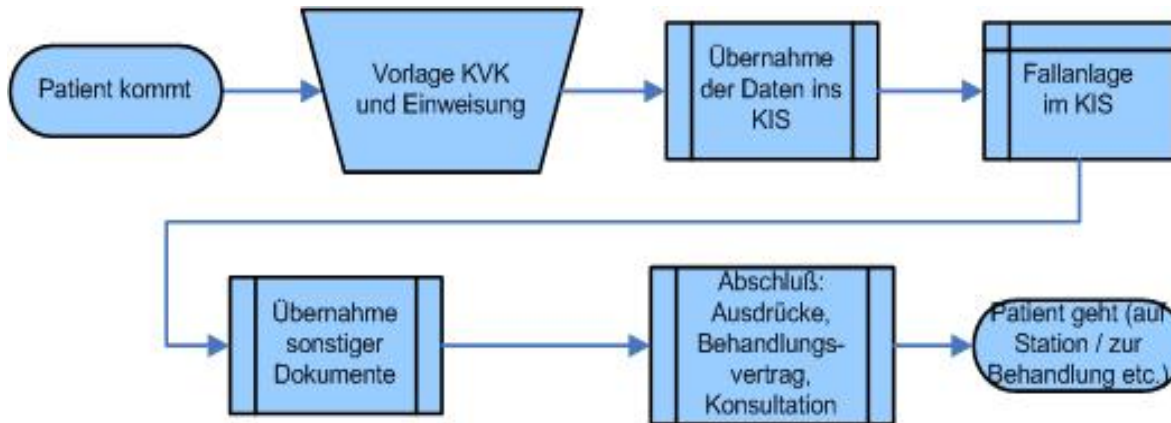 Patient kommt
Vorlage KVK
und Einweisung
Übernahme
der Daten ins
KIS
Fallanlage
im KIS
Übernahme
sonstiger
Dokumente
Abschluß:
Ausdrücke,
Behandlungs-
vertrag,
Konsultation
Patient geht (auf
Station / zur
Behandlung etc.)